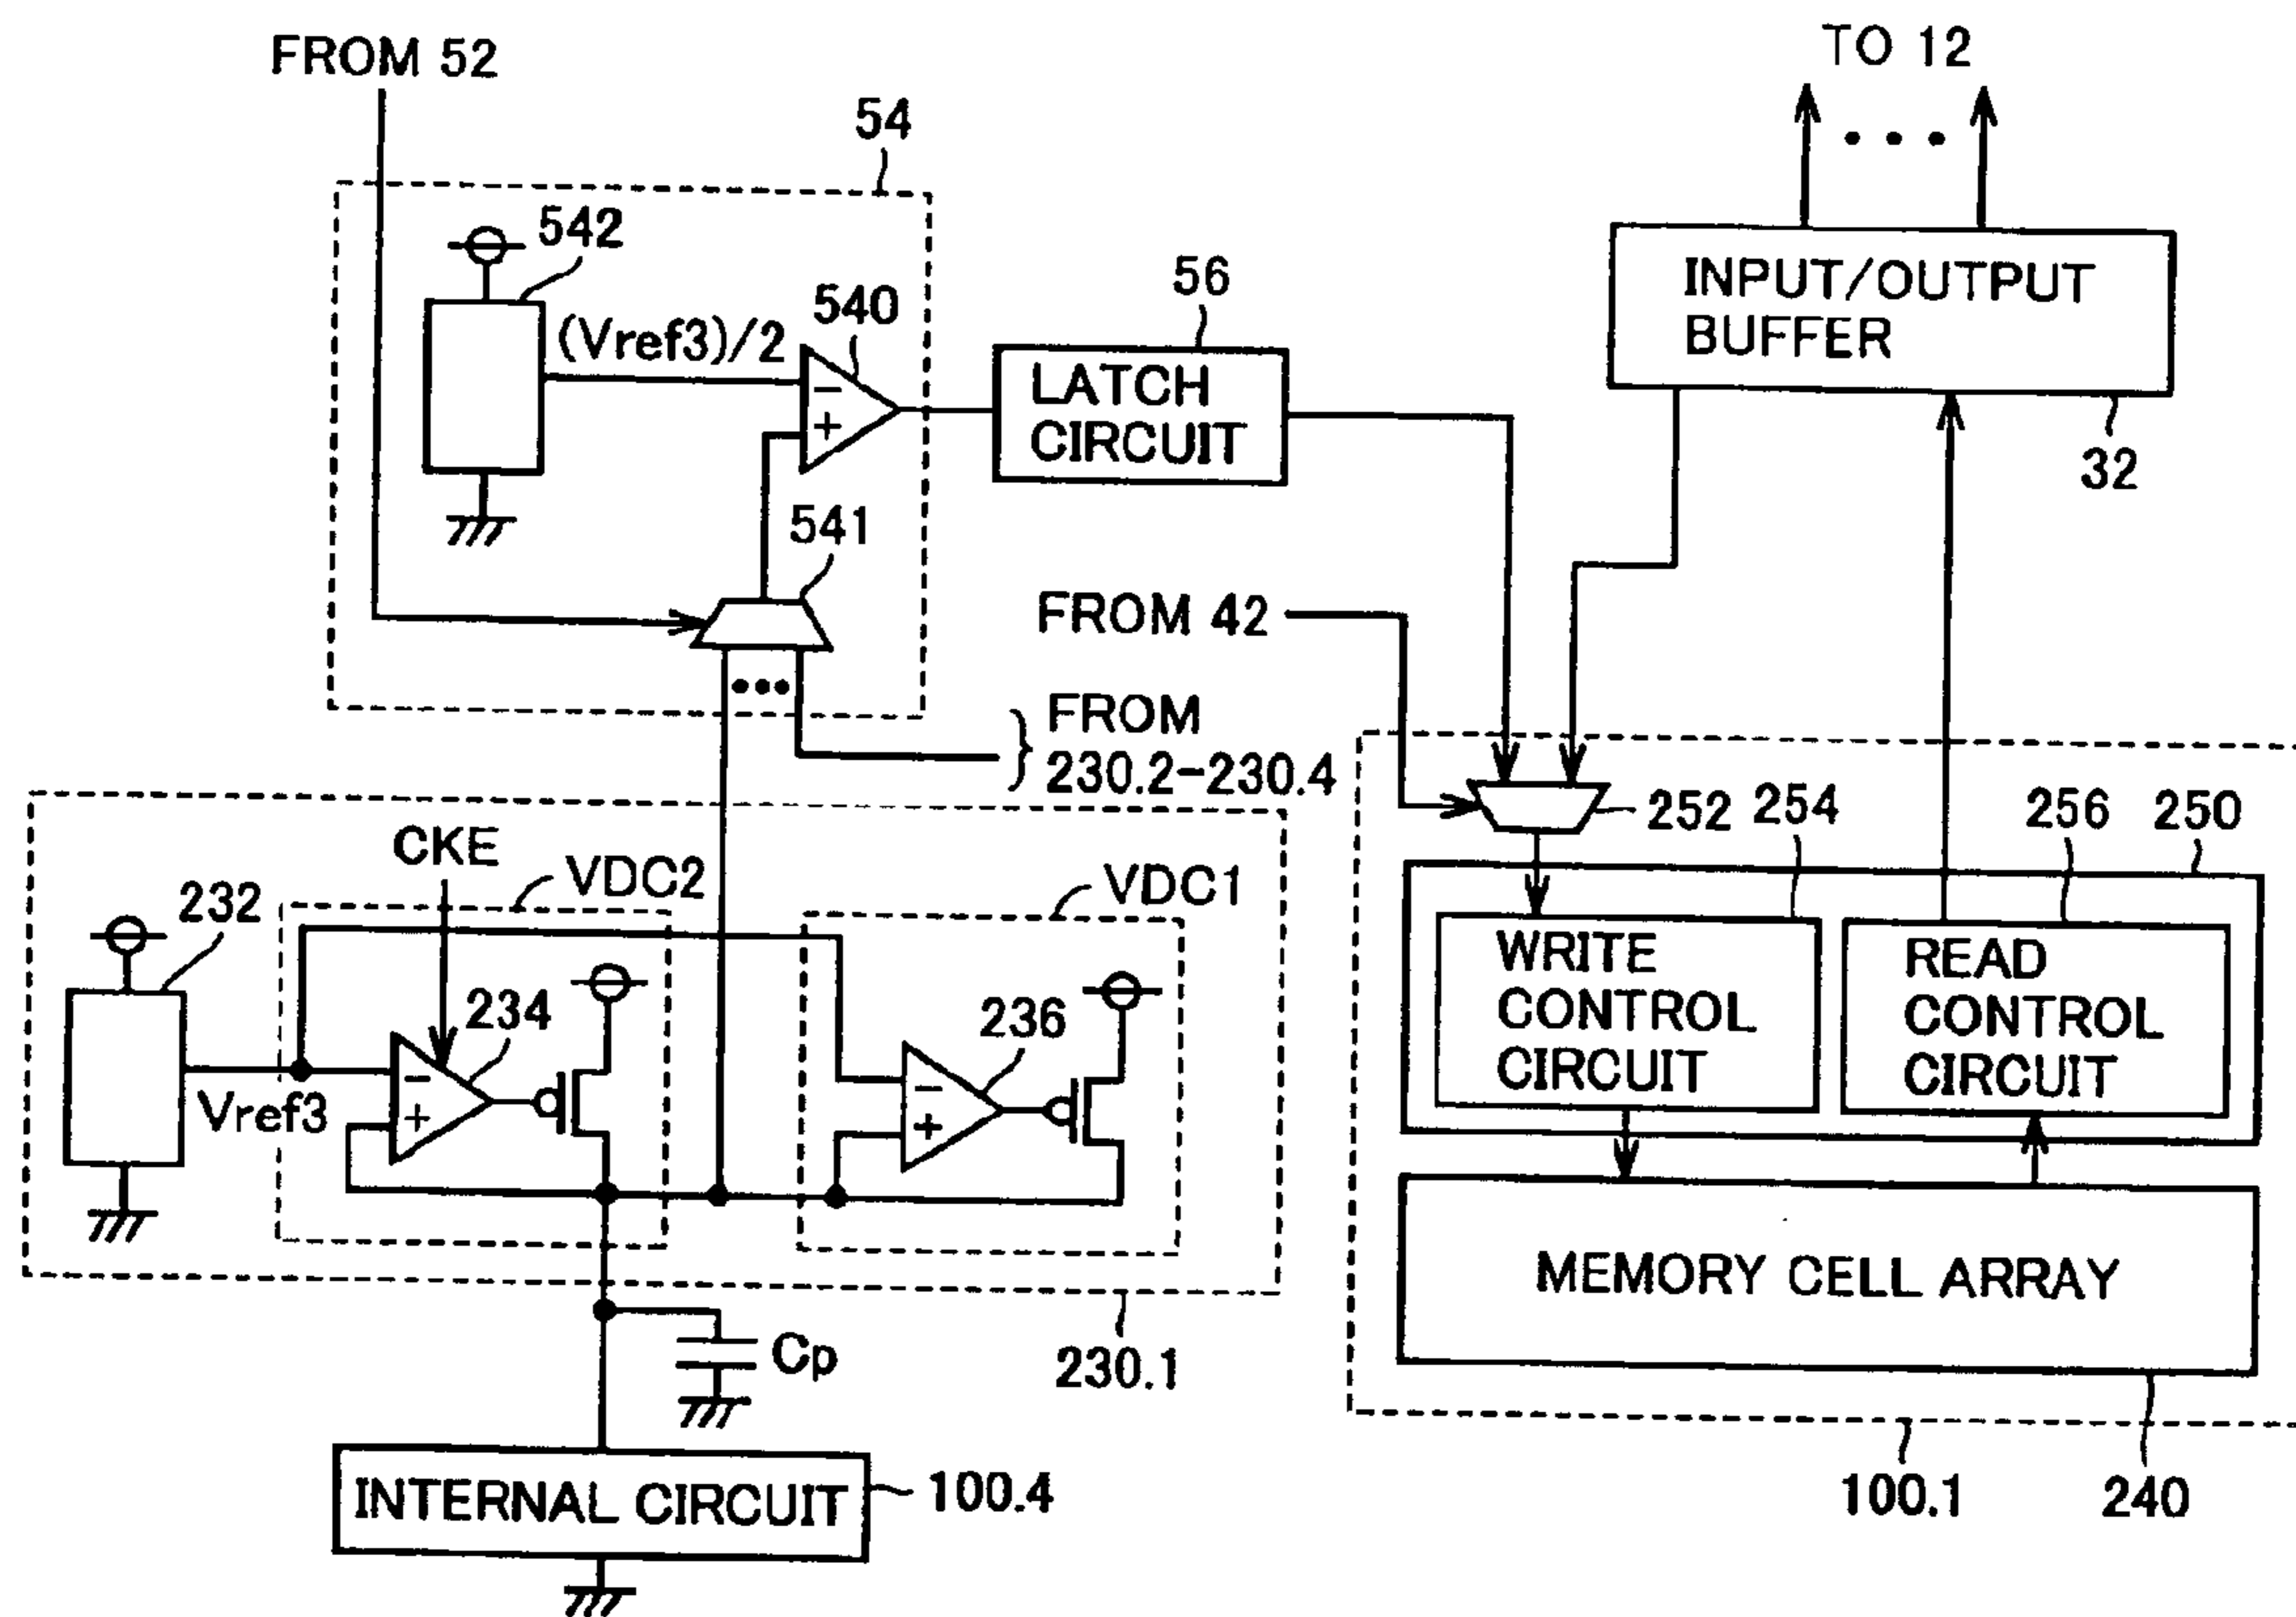 FROM 52
TO 12
54
542
56
540
(Vref3)/2
−
+
LATCH
CIRCUIT
INPUT/OUTPUT
BUFFER
32
541
FROM 42
FROM
230.2-230.4
CKE
VDC2
VDC1
232
234
236
Vref3
−
+
−
+
252
254
256
250
WRITE
CONTROL
CIRCUIT
READ
CONTROL
CIRCUIT
MEMORY CELL ARRAY
Cp
230.1
INTERNAL CIRCUIT
100.4
100.1
240